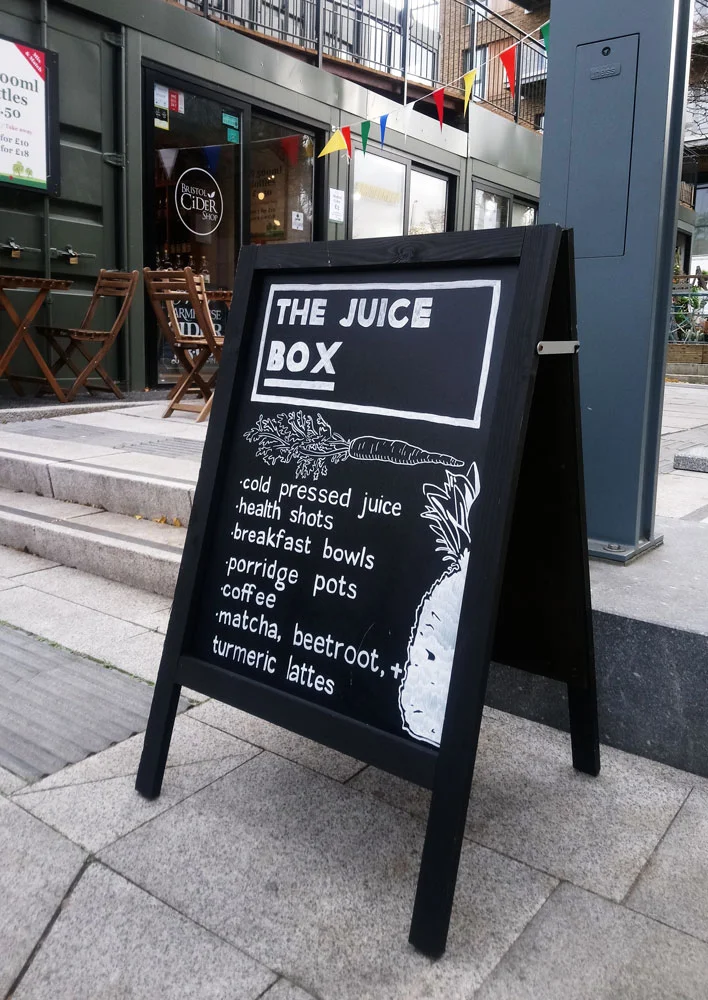 THE JUICE
BOX
·cold pressed juice
·health shots
·breakfast bowls
·porridge pots
·coffee
·matcha, beetroot, +
turmeric lattes
BRISTOL
CiDER
SHOP
for £10
for £18